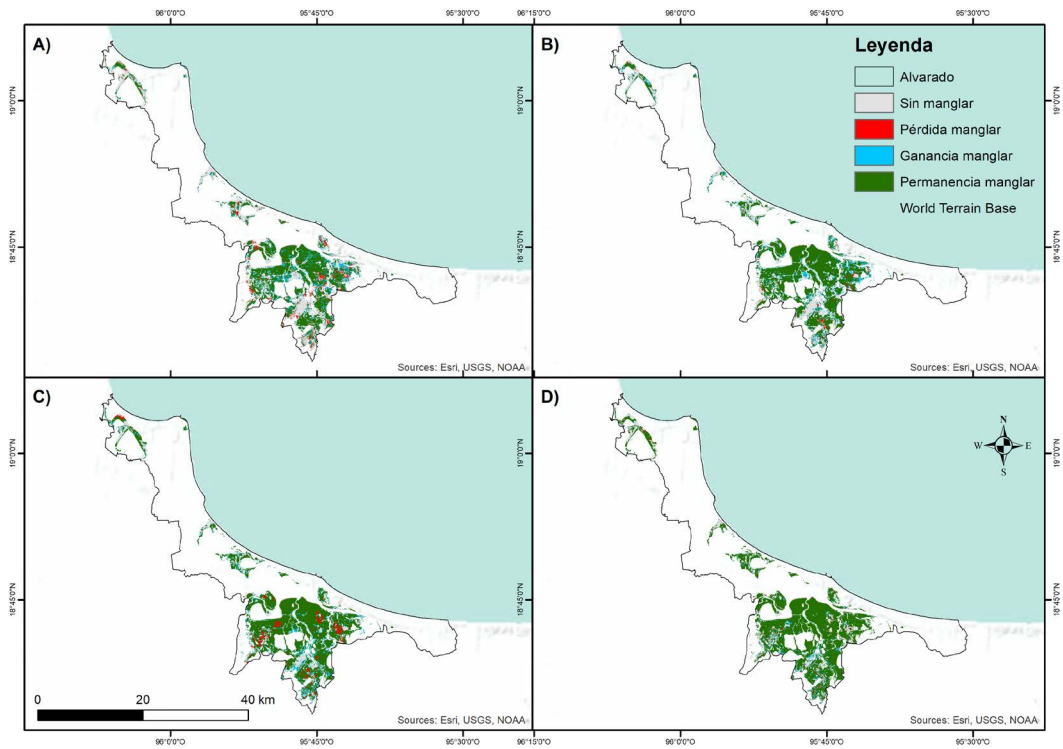 96°0'0"O 95°45'0"O 95°30'0"O 96°15'0"O 96°0'0"O 95°45'0"O 95°30'0"O
A)
B)
Leyenda
Alvarado
Sin manglar
Pérdida manglar
Ganancia manglar
Permanencia manglar
World Terrain Base
19°0'0"N
19°0'0"N
18°45'0"N
18°45'0"N
Sources: Esri, USGS, NOAA
Sources: Esri, USGS, NOAA
C)
D)
N
W E
S
19°0'0"N
19°0'0"N
18°45'0"N
18°45'0"N
0 20 40 km
Sources: Esri, USGS, NOAA
Sources: Esri, USGS, NOAA
96°0'0"O 95°45'0"O 95°30'0"O 96°15'0"O 96°0'0"O 95°45'0"O 95°30'0"O